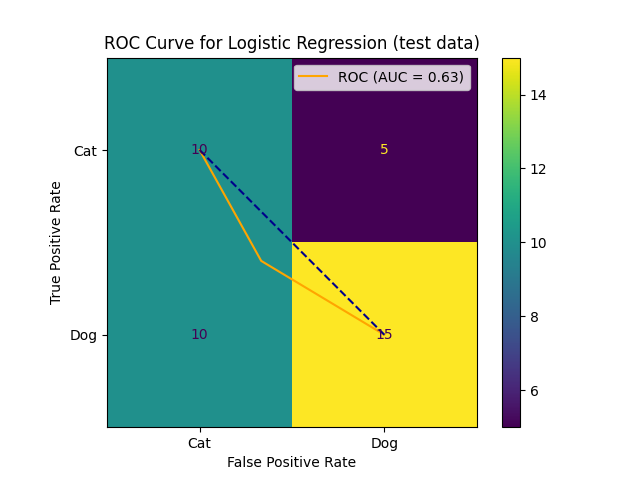 ROC Curve for Logistic Regression (test data)
ROC (AUC = 0.63)
True Positive Rate
Cat
10
5
Dog
10
15
Cat
Dog
False Positive Rate
14
12
10
8
6